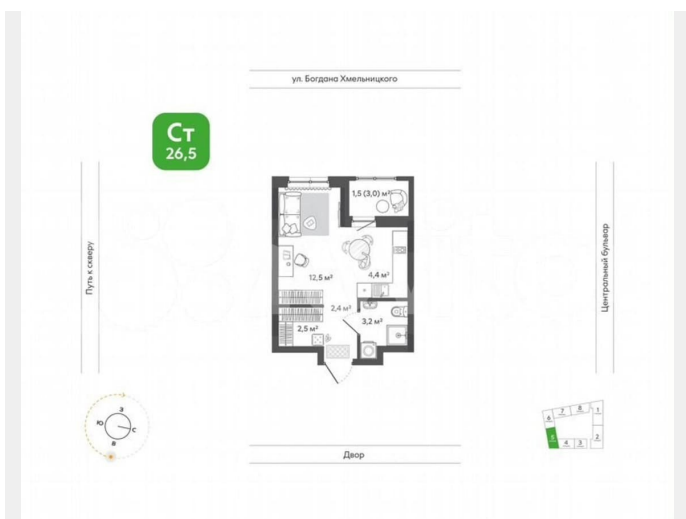 ул. Богдана Хмельницкого
Ст
26,5
1,5 (3,0) м²
12,5 м²
4,4 м²
2,4 м²
3,2 м²
2,5 м²
Путь к скверу
Центральный бульвар
З
Ю
С
В
Двор
6
7
8
1
2
3
4